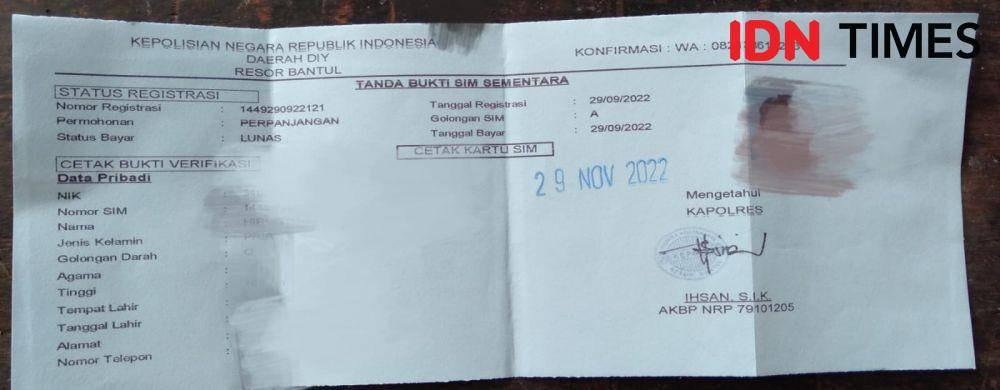 IDN TIMES
KEPOLISIAN NEGARA REPUBLIK INDONESIA
DAERAH DIY
RESOR BANTUL
KONFIRMASI : WA :
TANDA BUKTI SIM SEMENTARA
STATUS REGISTRASI
Nomor Registrasi : 1449290922121
Permohonan : PERPANJANGAN
Status Bayar : LUNAS
Tanggal Registrasi : 29/09/2022
Golongan SIM : A
Tanggal Bayar : 29/09/2022
CETAK KARTU SIM
CETAK BUKTI VERIFIKASI
Data Pribadi
NIK
Nomor SIM :
Nama :
Jenis Kelamin :
Golongan Darah :
Agama :
Tinggi :
Tempat Lahir :
Tanggal Lahir :
Alamat :
Nomor Telepon :
29 NOV 2022
Mengetahui
KAPOLRES
IHSAN, S.I.K.
AKBP NRP 79101205